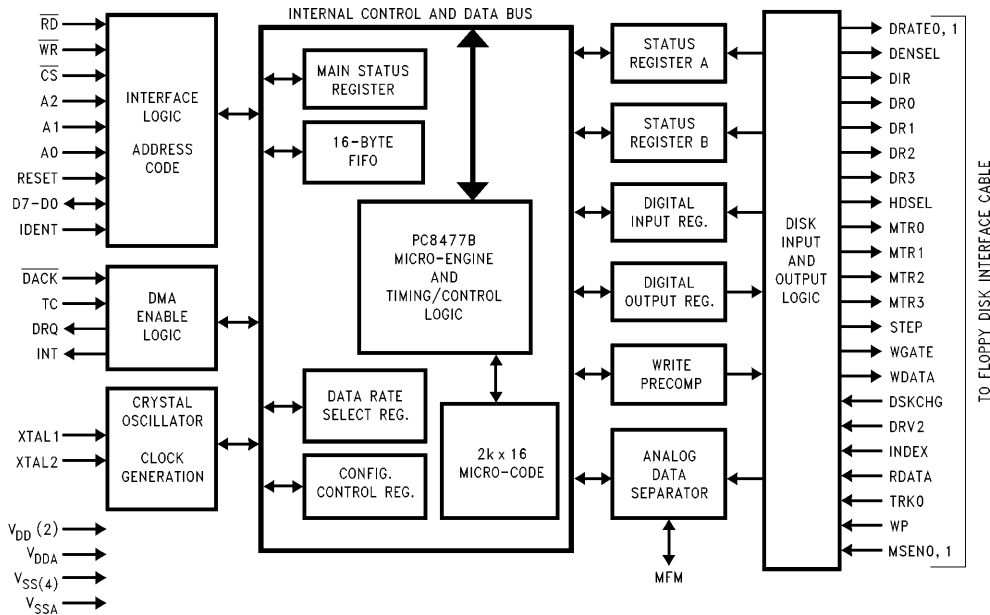 INTERNAL CONTROL AND DATA BUS
R̅D̅
W̅R̅
C̅S̅
A2
A1
A0
RESET
D7-D0
IDENT
INTERFACE
LOGIC
ADDRESS
CODE
D̅A̅C̅K̅
TC
DRQ
INT
DMA
ENABLE
LOGIC
XTAL1
XTAL2
CRYSTAL
OSCILLATOR
CLOCK
GENERATION
VDD (2)
VDDA
VSS(4)
VSSA
MAIN STATUS
REGISTER
16-BYTE
FIFO
PC8477B
MICRO-ENGINE
AND
TIMING/CONTROL
LOGIC
DATA RATE
SELECT REG.
CONFIG.
CONTROL REG.
2k x 16
MICRO-CODE
STATUS
REGISTER A
STATUS
REGISTER B
DIGITAL
INPUT REG.
DIGITAL
OUTPUT REG.
WRITE
PRECOMP
ANALOG
DATA
SEPARATOR
MFM
DISK
INPUT
AND
OUTPUT
LOGIC
DRATE0, 1
DENSEL
DIR
DR0
DR1
DR2
DR3
HDSEL
MTR0
MTR1
MTR2
MTR3
STEP
WGATE
WDATA
DSKCHG
DRV2
INDEX
RDATA
TRK0
WP
MSEN0, 1
TO FLOPPY DISK INTERFACE CABLE